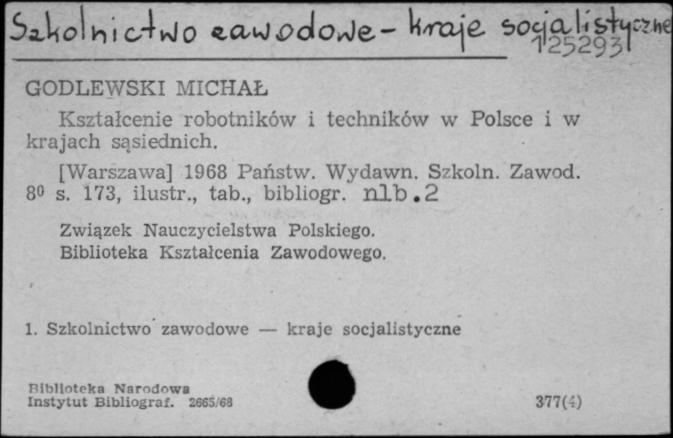 Szkolnictwo zawodowe - kraje socjalistyczne
125293
GODLEWSKI MICHAŁ
Kształcenie robotników i techników w Polsce i w
krajach sąsiednich.
[Warszawa] 1968 Państw. Wydawn. Szkoln. Zawod.
8⁰ s. 173, ilustr., tab., bibliogr. nlb.2
Związek Nauczycielstwa Polskiego.
Biblioteka Kształcenia Zawodowego.
1. Szkolnictwo zawodowe — kraje socjalistyczne
Biblioteka Narodowa
Instytut Bibliograf. 2665/68
377(4)